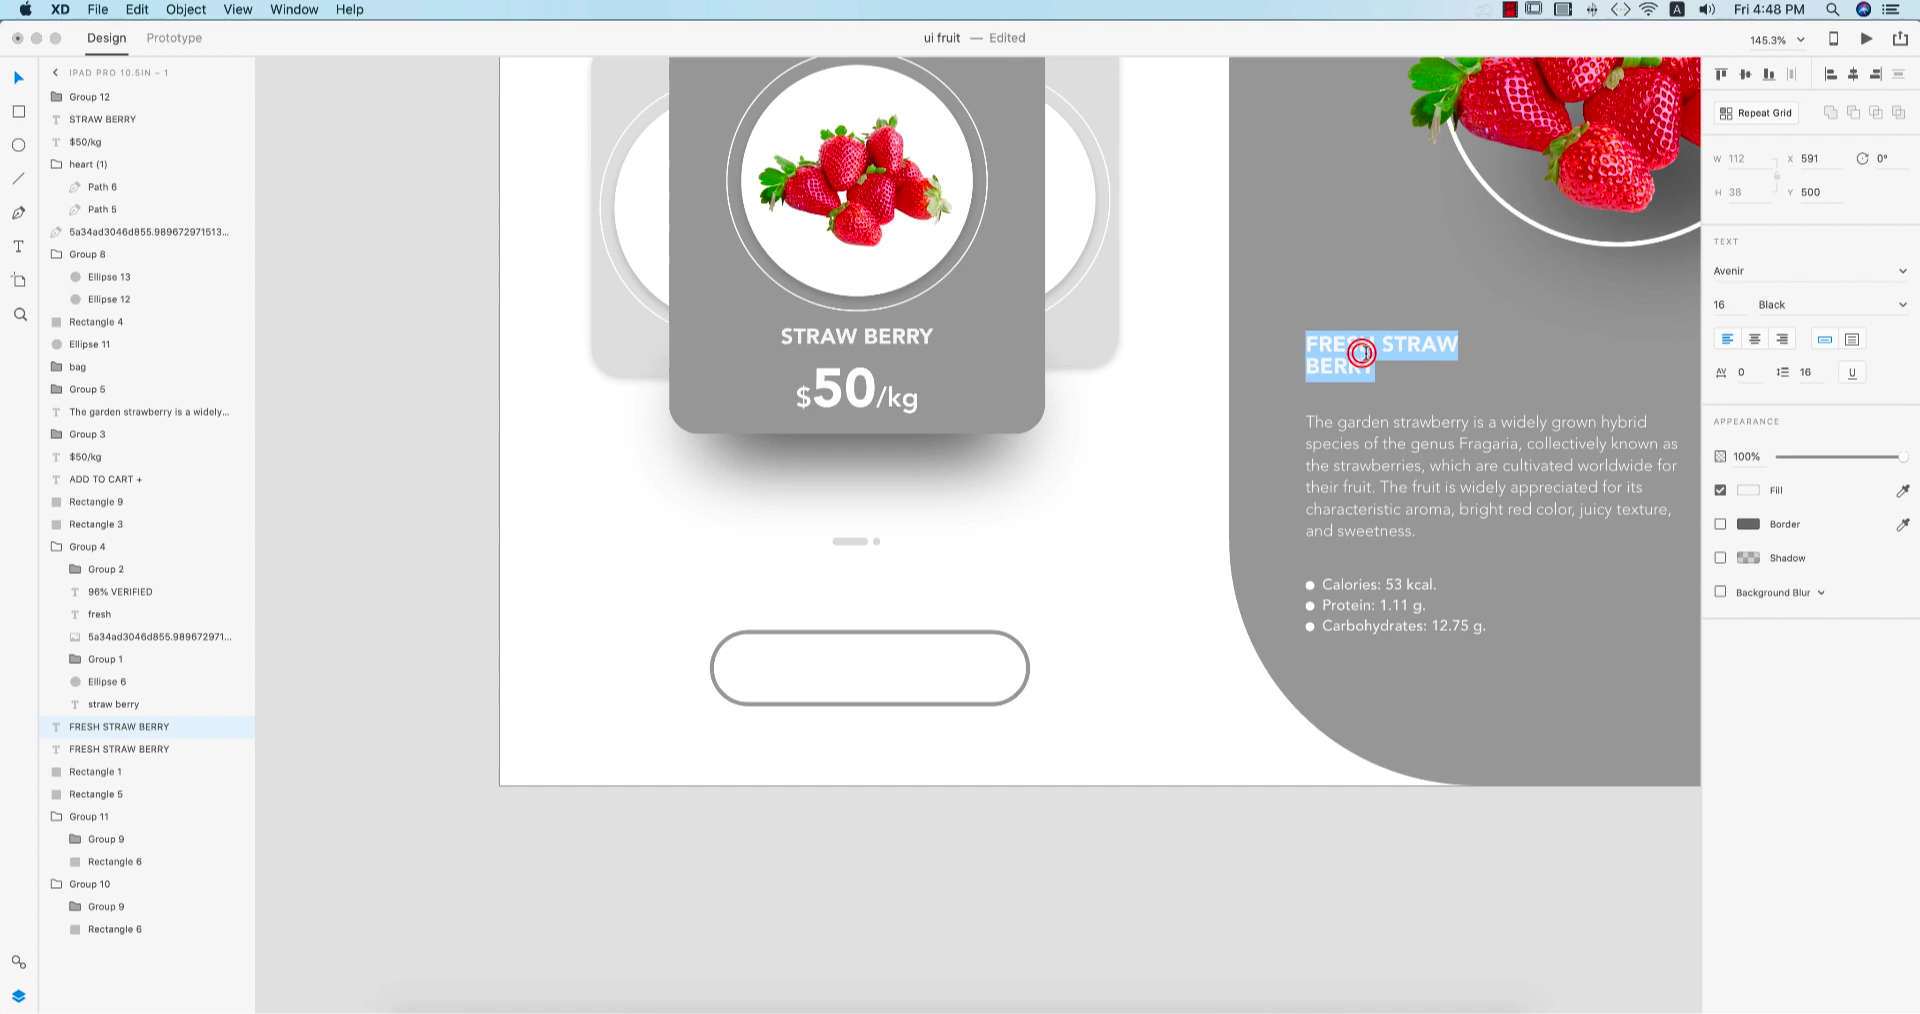 XD File Edit Object View Window Help
A Fri 4:48 PM
Design Prototype
ui fruit — Edited
145.3%
IPAD PRO 10.5IN – 1
Group 12
STRAW BERRY
$50/kg
heart (1)
Path 6
Path 5
5a34ad3046d855.989672971513...
Group 8
Ellipse 13
Ellipse 12
Rectangle 4
Ellipse 11
bag
Group 5
The garden strawberry is a widely...
Group 3
$50/kg
ADD TO CART +
Rectangle 9
Rectangle 3
Group 4
Group 2
96% VERIFIED
fresh
5a34ad3046d855.989672971...
Group 1
Ellipse 6
straw berry
FRESH STRAW BERRY
FRESH STRAW BERRY
Rectangle 1
Rectangle 5
Group 11
Group 9
Rectangle 6
Group 10
Group 9
Rectangle 6
STRAW BERRY
$50/kg
FRESH STRAW
BERRY
The garden strawberry is a widely grown hybrid
species of the genus Fragaria, collectively known as
the strawberries, which are cultivated worldwide for
their fruit. The fruit is widely appreciated for its
characteristic aroma, bright red color, juicy texture,
and sweetness.
Calories: 53 kcal.
Protein: 1.11 g.
Carbohydrates: 12.75 g.
Repeat Grid
W 112 X 591 0°
H 38 Y 500
TEXT
Avenir
16 Black
AV 0 16 U
APPEARANCE
100%
Fill
Border
Shadow
Background Blur